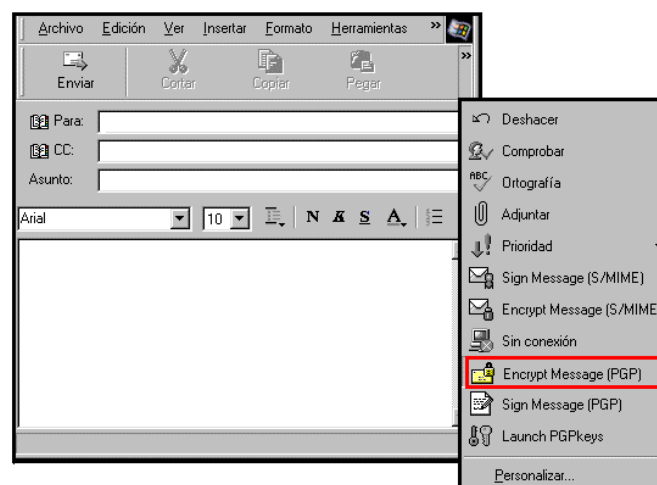 Archivo Edición Ver Insertar Formato Herramientas »
Enviar Cortar Copiar Pegar »
Para:
CC:
Asunto:
Arial 10 N K S A
Deshacer
Comprobar
ABC Ortografía
Adjuntar
Prioridad
Sign Message (S/MIME)
Encrypt Message (S/MIME
Sin conexión
Encrypt Message (PGP)
Sign Message (PGP)
Launch PGPkeys
Personalizar...